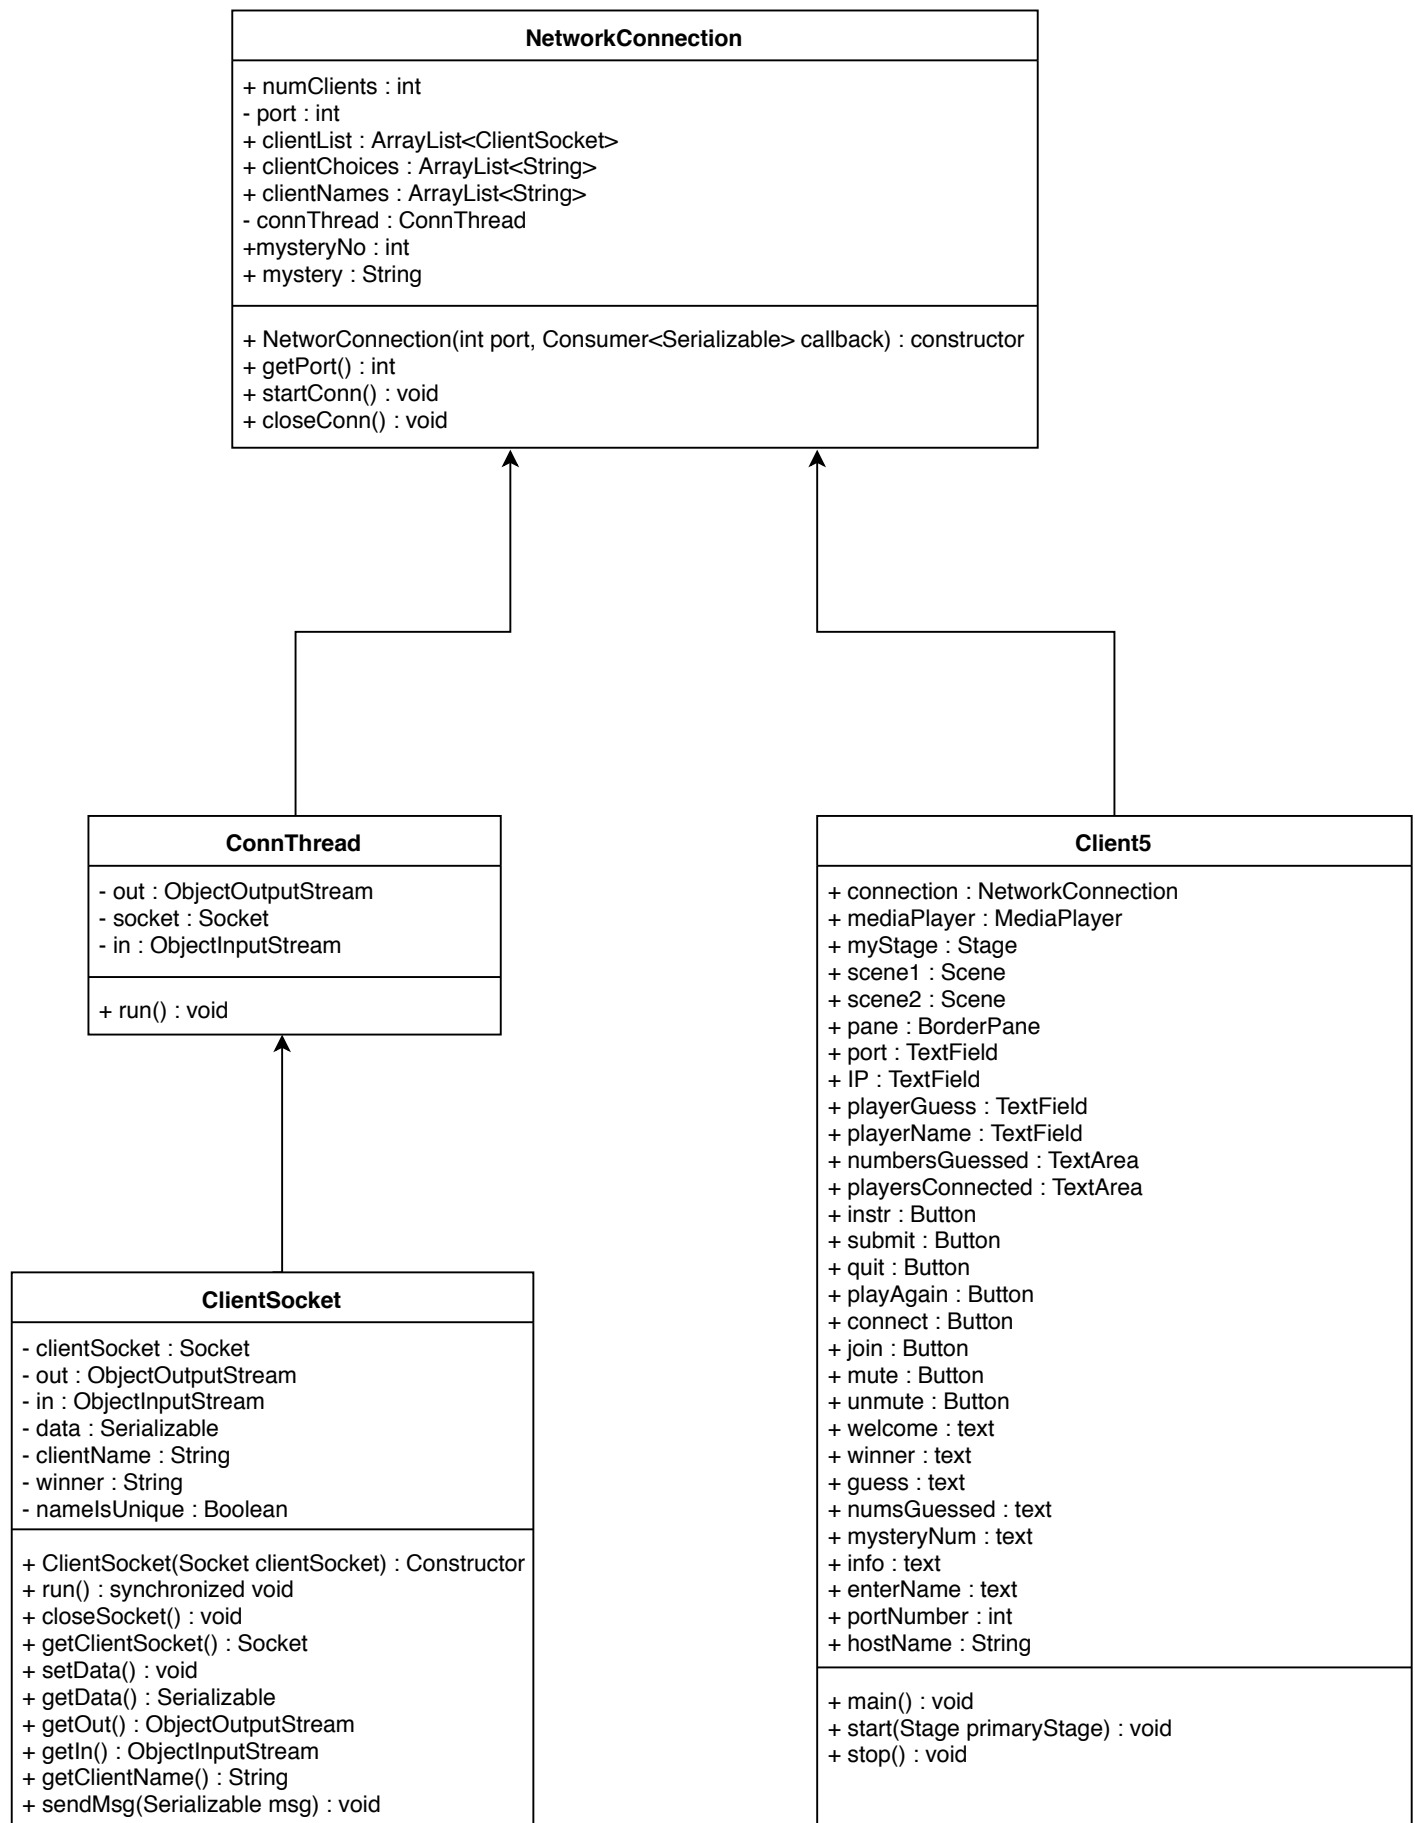 NetworkConnection
+ numClients : int
- port : int
+ clientList : ArrayList<ClientSocket>
+ clientChoices : ArrayList<String>
+ clientNames : ArrayList<String>
- connThread : ConnThread
+mysteryNo : int
+ mystery : String
+ NetworConnection(int port, Consumer<Serializable> callback) : constructor
+ getPort() : int
+ startConn() : void
+ closeConn() : void
ConnThread
- out : ObjectOutputStream
- socket : Socket
- in : ObjectInputStream
+ run() : void
ClientSocket
- clientSocket : Socket
- out : ObjectOutputStream
- in : ObjectInputStream
- data : Serializable
- clientName : String
- winner : String
- nameIsUnique : Boolean
+ ClientSocket(Socket clientSocket) : Constructor
+ run() : synchronized void
+ closeSocket() : void
+ getClientSocket() : Socket
+ setData() : void
+ getData() : Serializable
+ getOut() : ObjectOutputStream
+ getIn() : ObjectInputStream
+ getClientName() : String
+ sendMsg(Serializable msg) : void
Client5
+ connection : NetworkConnection
+ mediaPlayer : MediaPlayer
+ myStage : Stage
+ scene1 : Scene
+ scene2 : Scene
+ pane : BorderPane
+ port : TextField
+ IP : TextField
+ playerGuess : TextField
+ playerName : TextField
+ numbersGuessed : TextArea
+ playersConnected : TextArea
+ instr : Button
+ submit : Button
+ quit : Button
+ playAgain : Button
+ connect : Button
+ join : Button
+ mute : Button
+ unmute : Button
+ welcome : text
+ winner : text
+ guess : text
+ numsGuessed : text
+ mysteryNum : text
+ info : text
+ enterName : text
+ portNumber : int
+ hostName : String
+ main() : void
+ start(Stage primaryStage) : void
+ stop() : void